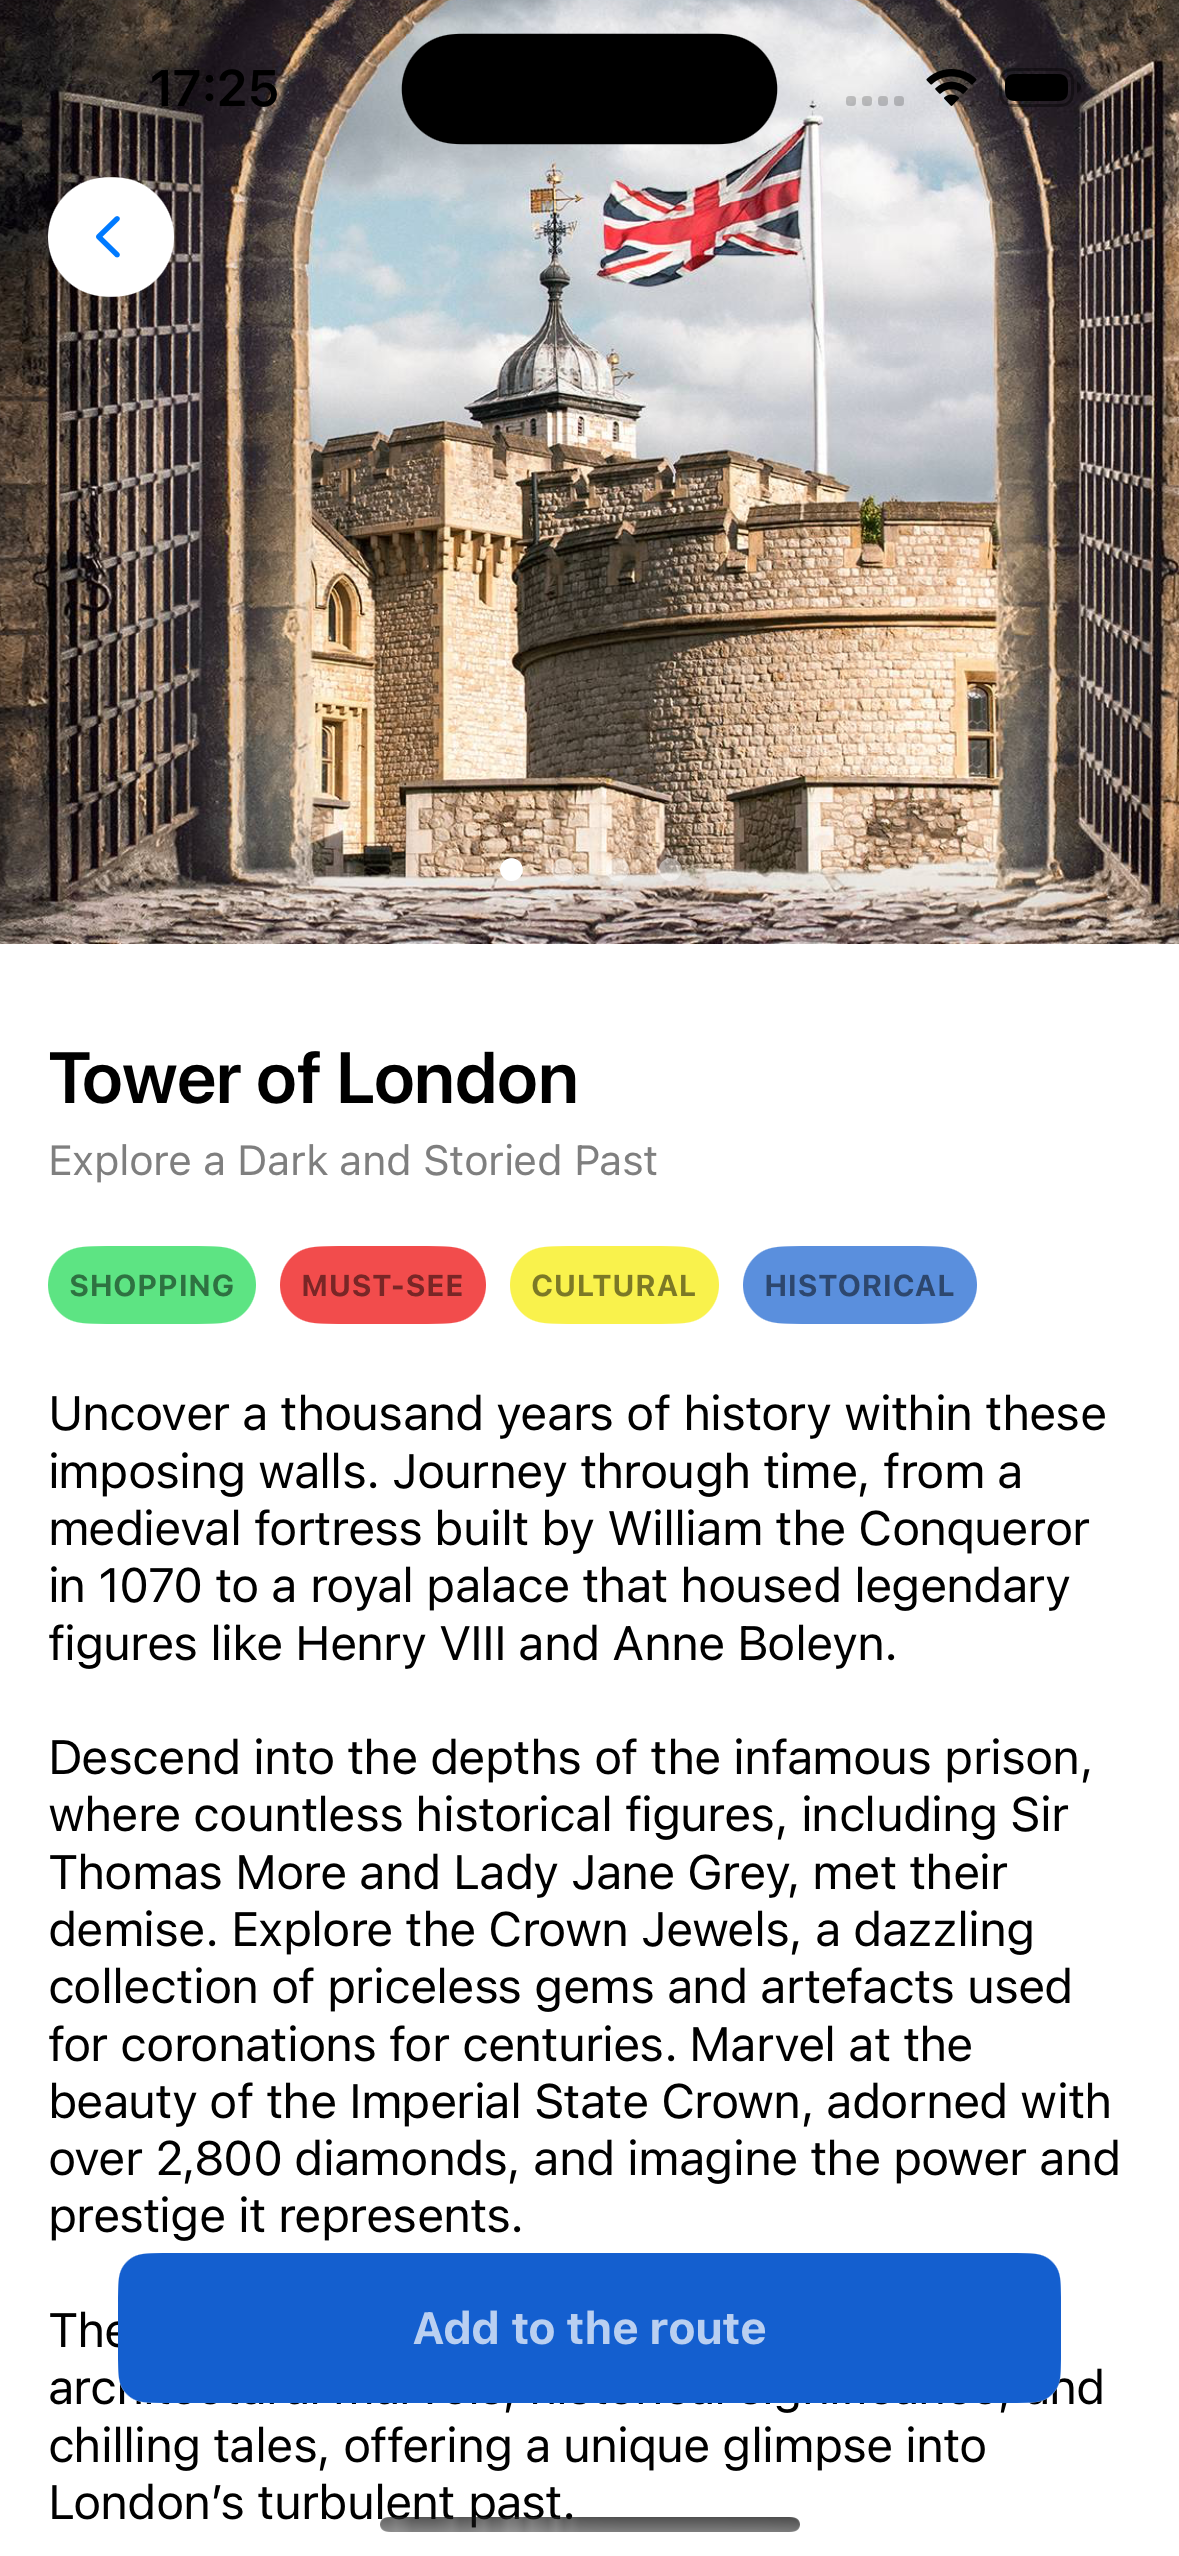 17:25
Tower of London
Explore a Dark and Storied Past
SHOPPING MUST-SEE CULTURAL HISTORICAL
Uncover a thousand years of history within these
imposing walls. Journey through time, from a
medieval fortress built by William the Conqueror
in 1070 to a royal palace that housed legendary
figures like Henry VIII and Anne Boleyn.
Descend into the depths of the infamous prison,
where countless historical figures, including Sir
Thomas More and Lady Jane Grey, met their
demise. Explore the Crown Jewels, a dazzling
collection of priceless gems and artefacts used
for coronations for centuries. Marvel at the
beauty of the Imperial State Crown, adorned with
over 2,800 diamonds, and imagine the power and
prestige it represents.
Add to the route
The
and
chilling tales, offering a unique glimpse into
London’s turbulent past.